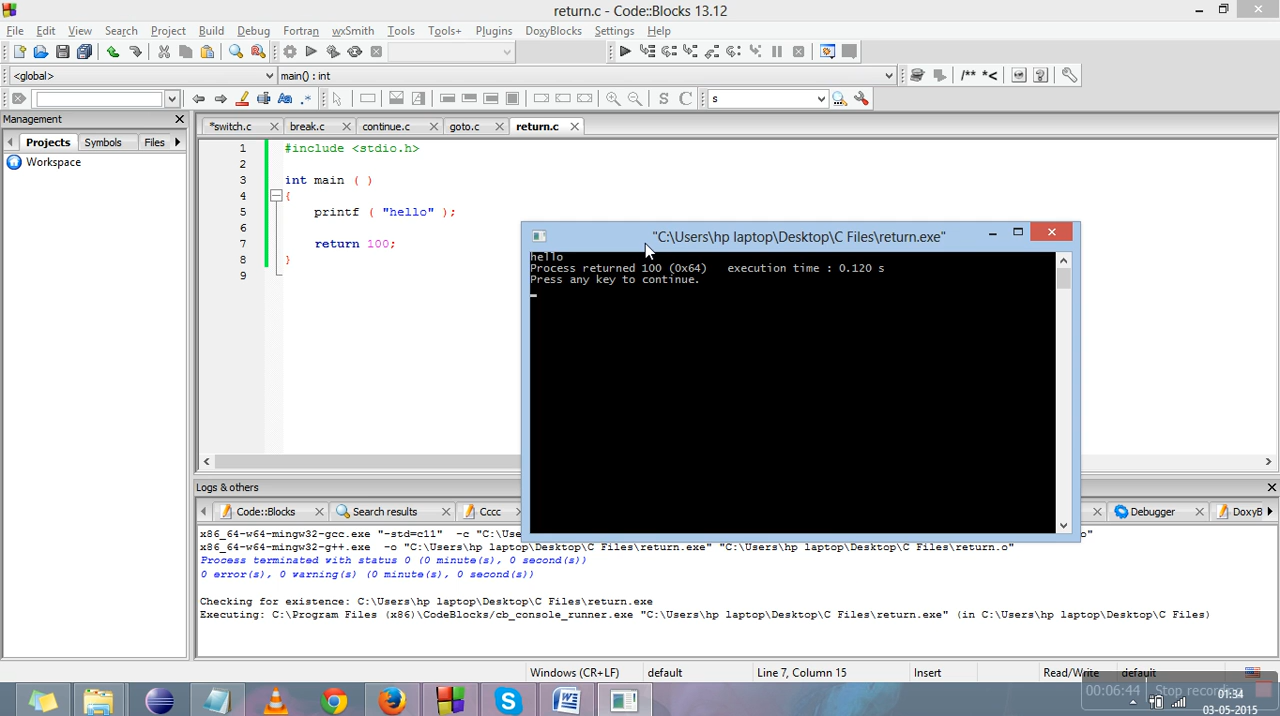 return.c - Code::Blocks 13.12
File Edit View Search Project Build Debug Fortran wxSmith Tools Tools+ Plugins DoxyBlocks Settings Help
<global> main() : int /** *<
S C s
Management
Projects Symbols Files
Workspace
*switch.c break.c continue.c goto.c return.c
1 #include <stdio.h>
2
3 int main ( )
4 {
5 printf ( "hello" );
6
7 return 100;
8 }
9
"C:\Users\hp laptop\Desktop\C Files\return.exe"
hello
Process returned 100 (0x64) execution time : 0.120 s
Press any key to continue.
Logs & others
Code::Blocks Search results Cccc Debugger DoxyB
x86_64-w64-mingw32-gcc.exe "-std=c11" -c "C:\Use
x86_64-w64-mingw32-g++.exe -o "C:\Users\hp laptop\Desktop\C Files\return.exe" "C:\Users\hp laptop\Desktop\C Files\return.o"
Process terminated with status 0 (0 minute(s), 0 second(s))
0 error(s), 0 warning(s) (0 minute(s), 0 second(s))
Checking for existence: C:\Users\hp laptop\Desktop\C Files\return.exe
Executing: C:\Program Files (x86)\CodeBlocks/cb_console_runner.exe "C:\Users\hp laptop\Desktop\C Files\return.exe" (in C:\Users\hp laptop\Desktop\C Files)
Windows (CR+LF) default Line 7, Column 15 Insert Read/Write default
00:06:44 Stop recording
01:34
03-05-2015